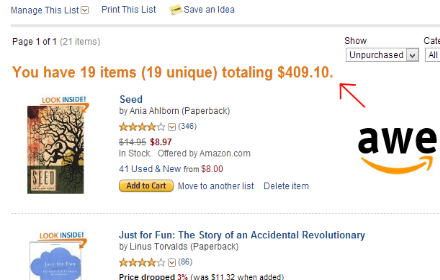 Manage This List Print This List Save an Idea
Page 1 of 1 (21 items)
Show Cate
Unpurchased All
You have 19 items (19 unique) totaling $409.10.
LOOK INSIDE!
SEED
Seed
by Ania Ahlborn (Paperback)
(346)
$14.95 $8.97
In Stock. Offered by Amazon.com
41 Used & New from $8.00
Add to Cart Move to another list Delete item
awe
LOOK INSIDE!
Just for Fun
Just for Fun: The Story of an Accidental Revolutionary
by Linus Torvalds (Paperback)
(86)
Price dropped 3% (was $11.32 when added)